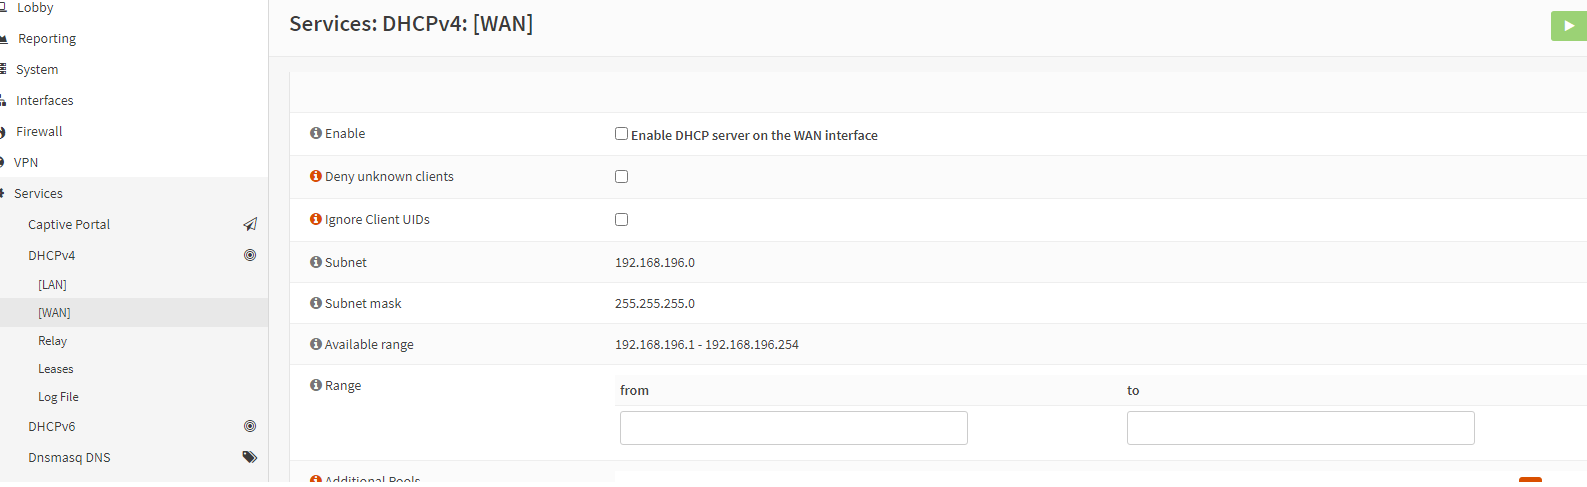 Lobby
Services: DHCPv4: [WAN]
Reporting
System
Interfaces
Firewall
VPN
Services
Captive Portal
DHCPv4
[LAN]
[WAN]
Relay
Leases
Log File
DHCPv6
Dnsmasq DNS
Enable
Enable DHCP server on the WAN interface
Deny unknown clients
Ignore Client UIDs
Subnet
192.168.196.0
Subnet mask
255.255.255.0
Available range
192.168.196.1 - 192.168.196.254
Range
from
to
Additional Pools